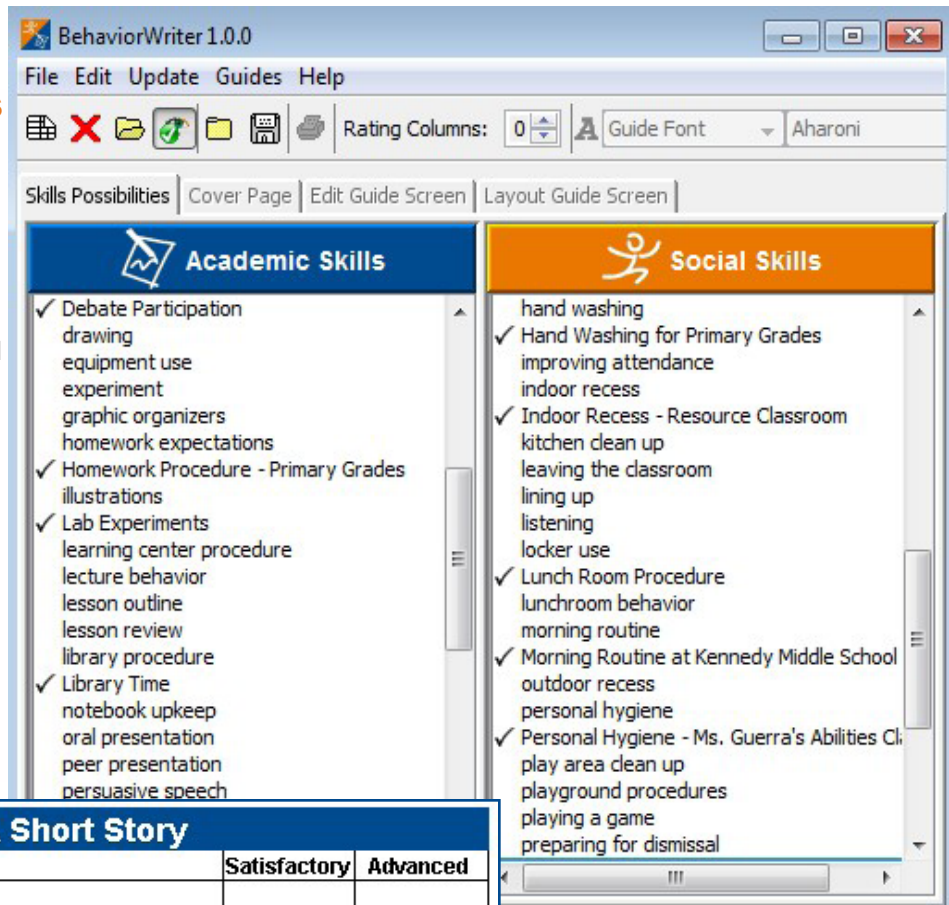 BehaviorWriter 1.0.0
File Edit Update Guides Help
Rating Columns: 0 A Guide Font Aharoni
Skills Possibilities Cover Page Edit Guide Screen Layout Guide Screen
Academic Skills
✓ Debate Participation
drawing
equipment use
experiment
graphic organizers
homework expectations
✓ Homework Procedure - Primary Grades
illustrations
✓ Lab Experiments
learning center procedure
lecture behavior
lesson outline
lesson review
library procedure
✓ Library Time
notebook upkeep
oral presentation
peer presentation
persuasive speech
Social Skills
hand washing
✓ Hand Washing for Primary Grades
improving attendance
indoor recess
✓ Indoor Recess - Resource Classroom
kitchen clean up
leaving the classroom
lining up
listening
locker use
✓ Lunch Room Procedure
lunchroom behavior
morning routine
✓ Morning Routine at Kennedy Middle School
outdoor recess
personal hygiene
✓ Personal Hygiene - Ms. Guerra's Abilities Cl
play area clean up
playground procedures
playing a game
preparing for dismissal
Short Story
Satisfactory Advanced